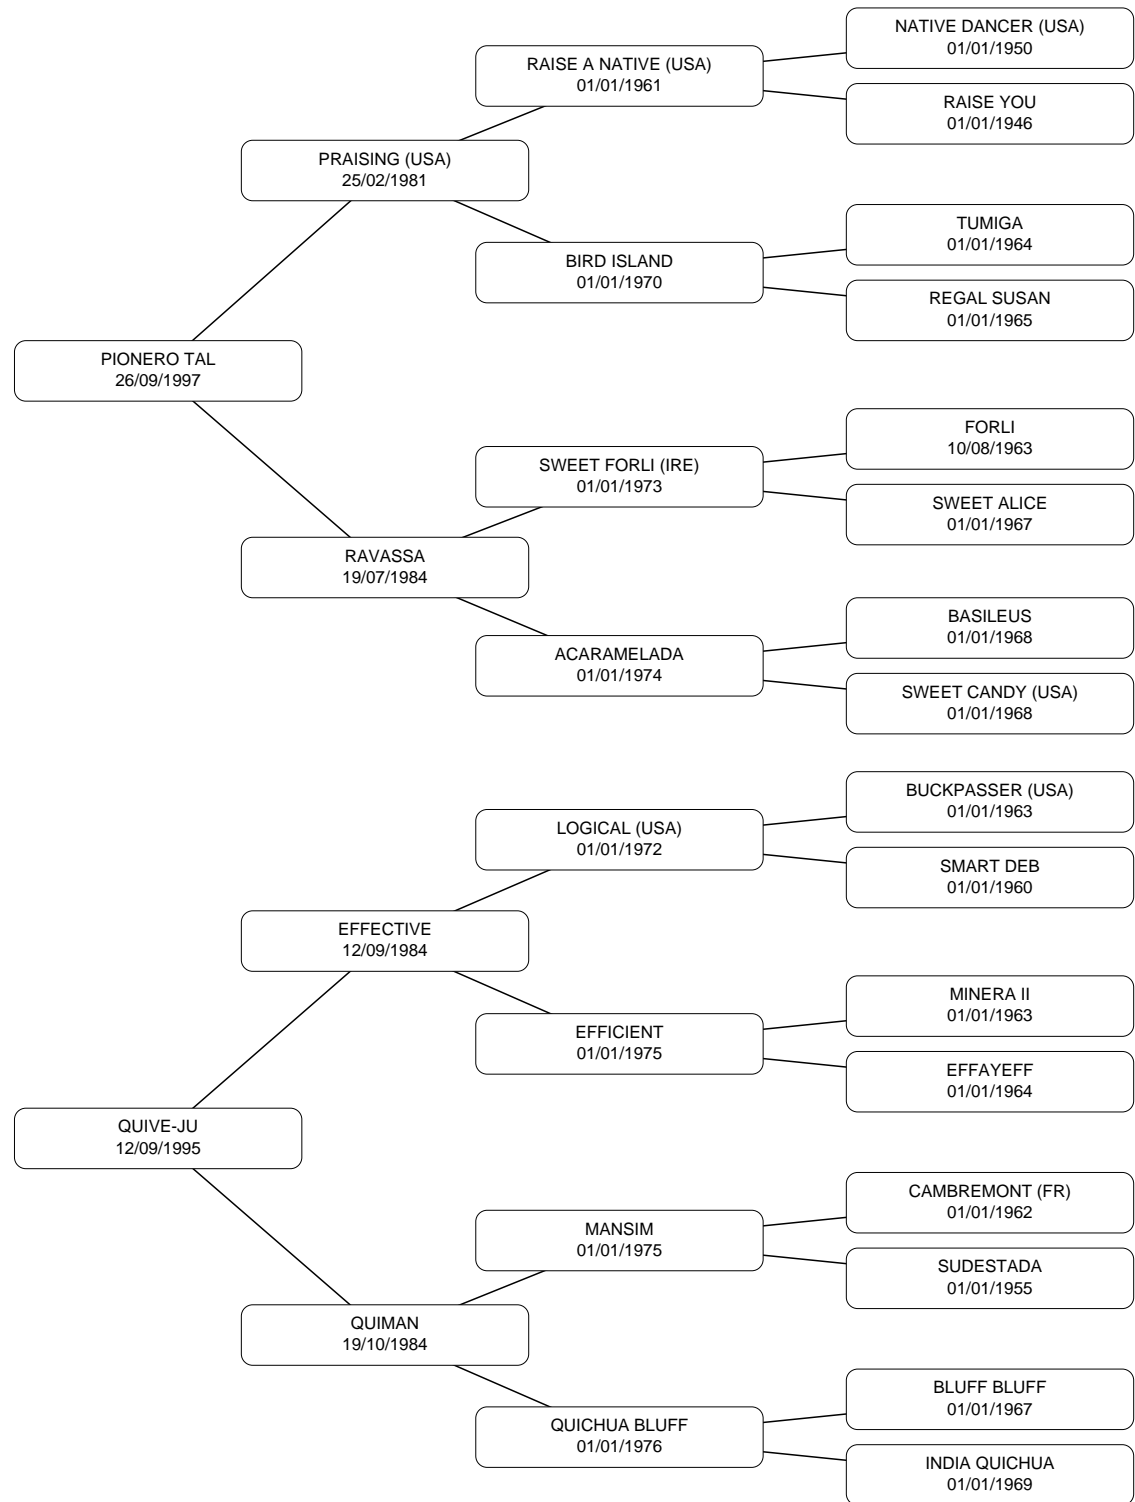 NATIVE DANCER (USA)
01/01/1950
RAISE A NATIVE (USA)
01/01/1961
RAISE YOU
01/01/1946
PRAISING (USA)
25/02/1981
TUMIGA
01/01/1964
BIRD ISLAND
01/01/1970
REGAL SUSAN
01/01/1965
PIONERO TAL
26/09/1997
FORLI
10/08/1963
SWEET FORLI (IRE)
01/01/1973
SWEET ALICE
01/01/1967
RAVASSA
19/07/1984
BASILEUS
01/01/1968
ACARAMELADA
01/01/1974
SWEET CANDY (USA)
01/01/1968
BUCKPASSER (USA)
01/01/1963
LOGICAL (USA)
01/01/1972
SMART DEB
01/01/1960
EFFECTIVE
12/09/1984
MINERA II
01/01/1963
EFFICIENT
01/01/1975
EFFAYEFF
01/01/1964
QUIVE-JU
12/09/1995
CAMBREMONT (FR)
01/01/1962
MANSIM
01/01/1975
SUDESTADA
01/01/1955
QUIMAN
19/10/1984
BLUFF BLUFF
01/01/1967
QUICHUA BLUFF
01/01/1976
INDIA QUICHUA
01/01/1969